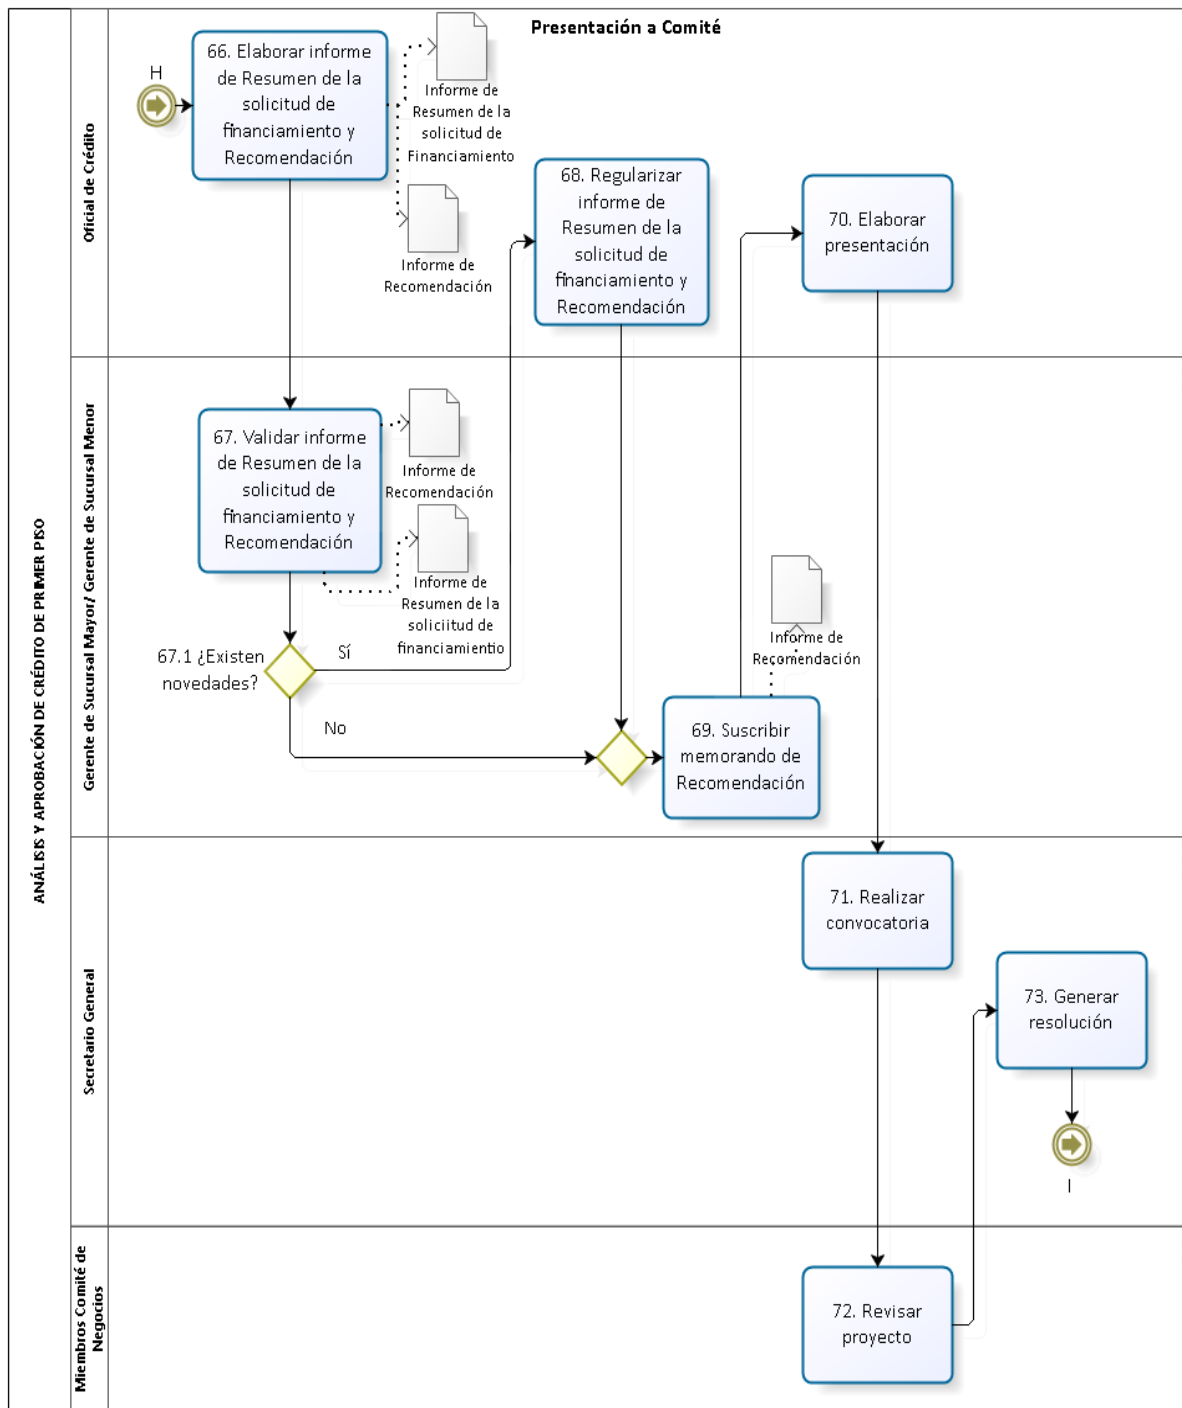 Presentación a Comité
ANÁLISIS Y APROBACIÓN DE CRÉDITO DE PRIMER PISO
Oficial de Crédito
H
66. Elaborar informe
de Resumen de la
solicitud de
financiamiento y
Recomendación
Informe de
Resumen de la
solicitud de
Financiamiento
Informe de
Recomendación
68. Regularizar
informe de
Resumen de la
solicitud de
financiamiento y
Recomendación
70. Elaborar
presentación
Gerente de Sucursal Mayor/ Gerente de Sucursal Menor
67. Validar informe
de Resumen de la
solicitud de
financiamiento y
Recomendación
Informe de
Recomendación
Informe de
Resumen de la
soliciitud de
financiamientio
67.1 ¿Existen
novedades?
Sí
No
Informe de
Recomendación
69. Suscribir
memorando de
Recomendación
Secretario General
71. Realizar
convocatoria
73. Generar
resolución
I
Miembros Comité de
Negocios
72. Revisar
proyecto